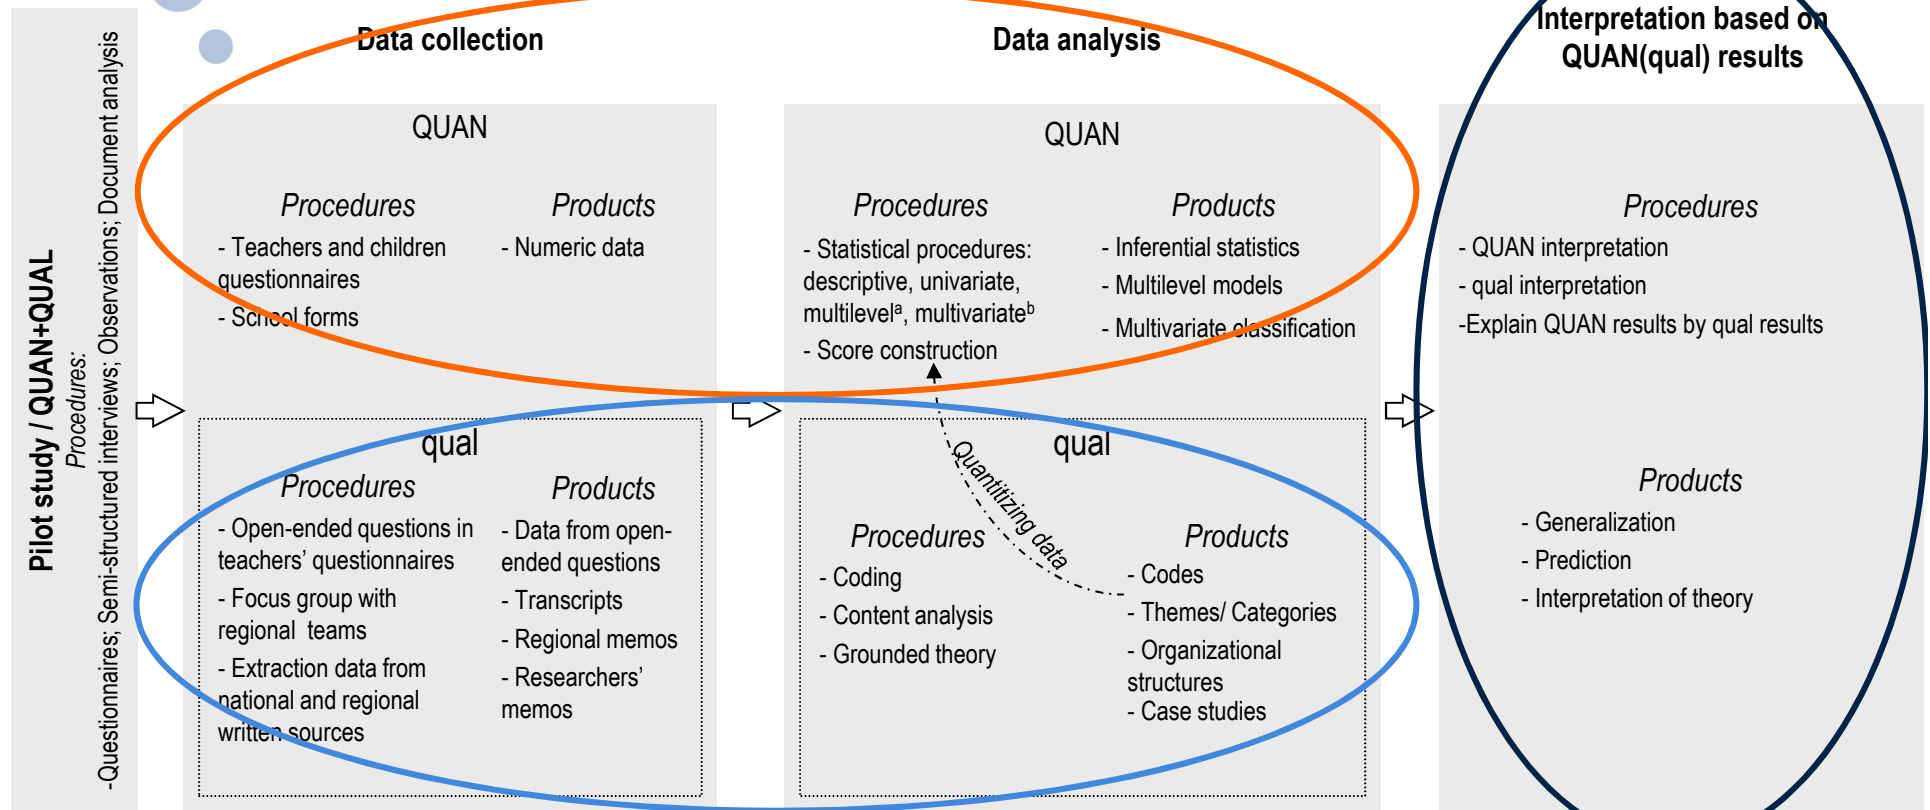 Pilot study / QUAN+QUAL
Procedures:
-Questionnaires; Semi-structured interviews; Observations; Document analysis
Data collection
QUAN
Procedures
- Teachers and children
questionnaires
- School forms
Products
- Numeric data
qual
Procedures
- Open-ended questions in
teachers’ questionnaires
- Focus group with
regional teams
- Extraction data from
national and regional
written sources
Products
- Data from open-
ended questions
- Transcripts
- Regional memos
- Researchers’
memos
Data analysis
QUAN
Procedures
- Statistical procedures:
descriptive, univariate,
multilevelᵃ, multivariateᵇ
- Score construction
Products
- Inferential statistics
- Multilevel models
- Multivariate classification
Quantitizing data
qual
Procedures
- Coding
- Content analysis
- Grounded theory
Products
- Codes
- Themes/ Categories
- Organizational
structures
- Case studies
Interpretation based on
QUAN(qual) results
Procedures
- QUAN interpretation
- qual interpretation
-Explain QUAN results by qual results
Products
- Generalization
- Prediction
- Interpretation of theory